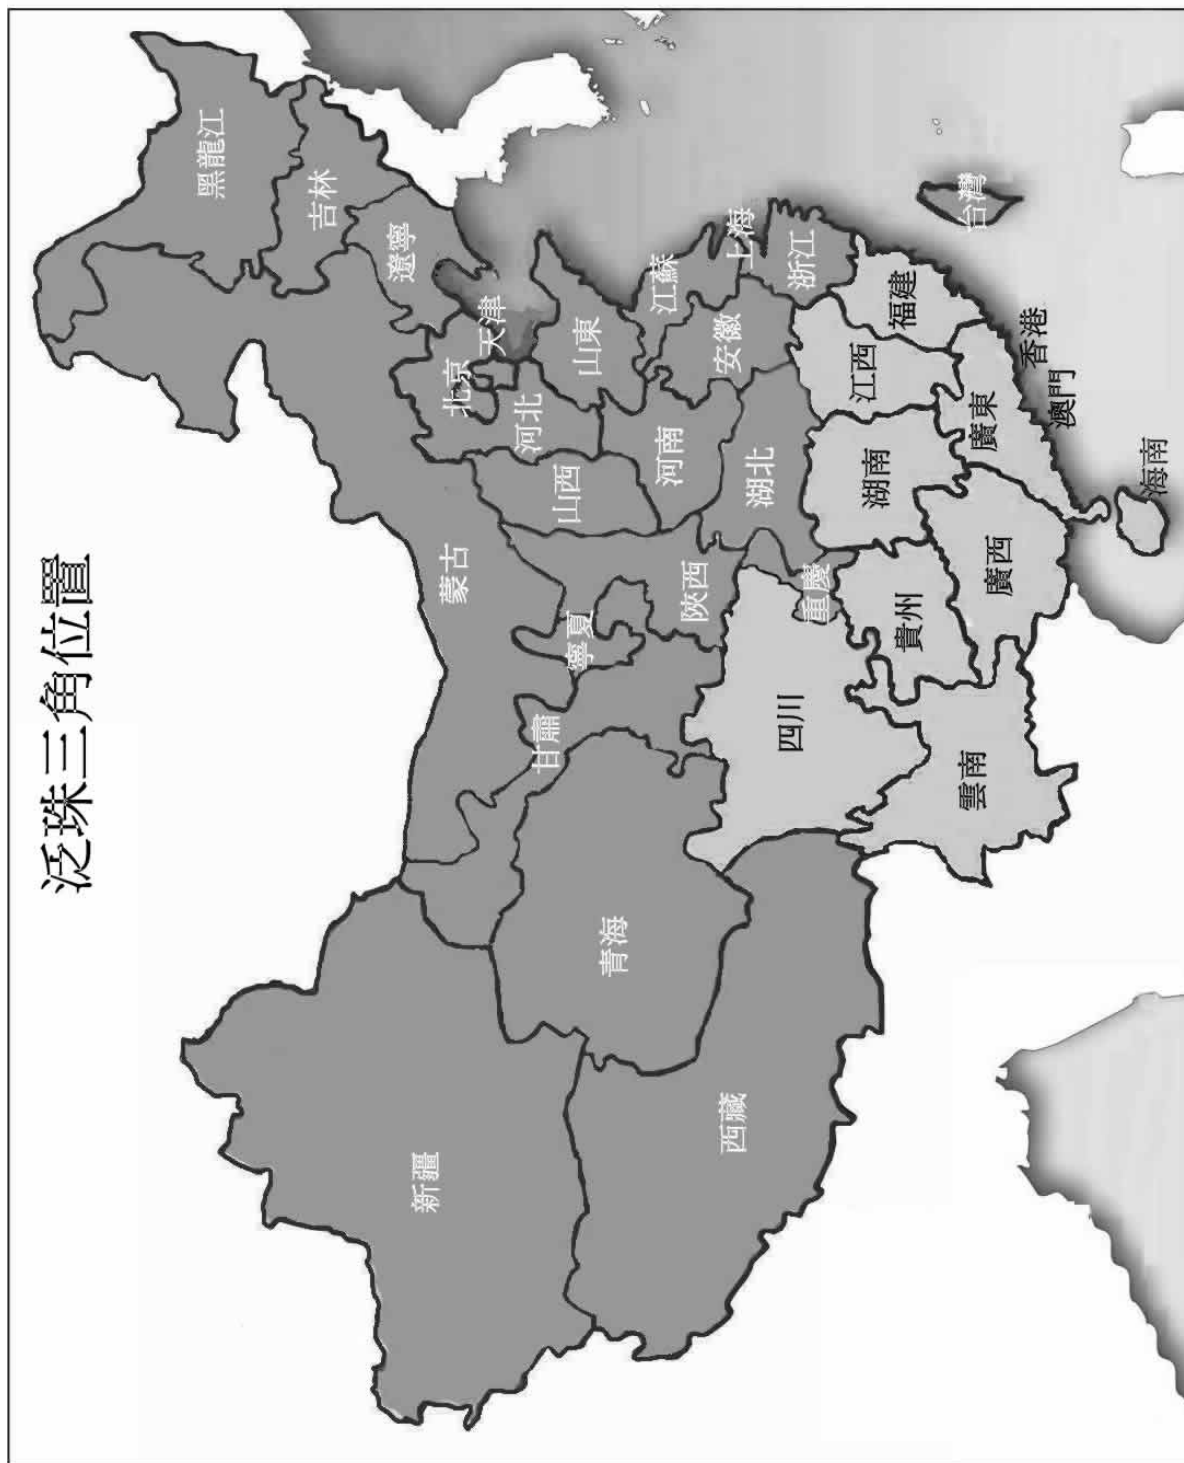 泛珠三角位置
黑龍江
吉林
遼寧
蒙古
北京
天津
河北
山西
山東
新疆
甘肅
寧夏
陝西
河南
江蘇
上海
安徽
青海
湖北
浙江
西藏
四川
重慶
湖南
江西
福建
台灣
貴州
雲南
廣西
廣東
香港
澳門
海南